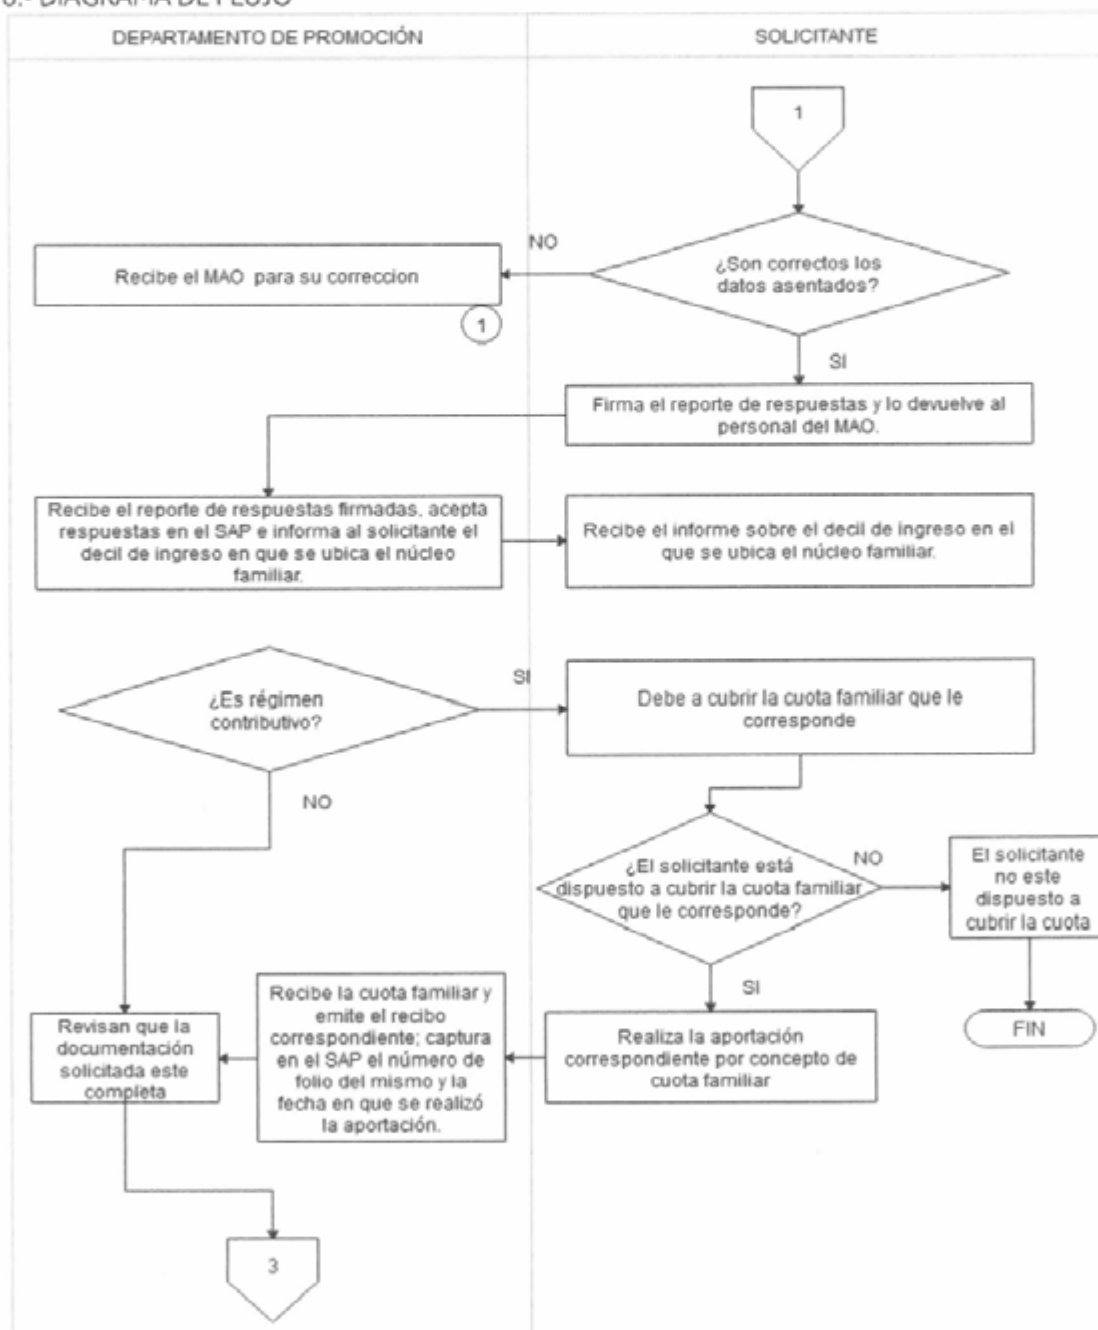 DEPARTAMENTO DE PROMOCIÓN
SOLICITANTE
1
¿Son correctos los
datos asentados?
NO
Recibe el MAO para su correccion
1
SI
Firma el reporte de respuestas y lo devuelve al
personal del MAO.
Recibe el reporte de respuestas firmadas, acepta
respuestas en el SAP e informa al solicitante el
decil de ingreso en que se ubica el núcleo
familiar.
Recibe el informe sobre el decil de ingreso en el
que se ubica el núcleo familiar.
¿Es régimen
contributivo?
SI
Debe a cubrir la cuota familiar que le
corresponde
NO
¿El solicitante está
dispuesto a cubrir la cuota familiar
que le corresponde?
NO
El solicitante
no este
dispuesto a
cubrir la cuota
FIN
SI
Realiza la aportación
correspondiente por concepto de
cuota familiar
Recibe la cuota familiar y
emite el recibo
correspondiente; captura
en el SAP el número de
folio del mismo y la
fecha en que se realizó
la aportación.
Revisan que la
documentación
solicitada este
completa
3